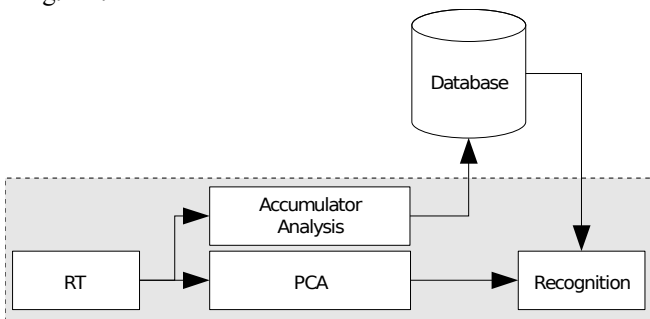 Database
Accumulator
Analysis
RT
PCA
Recognition